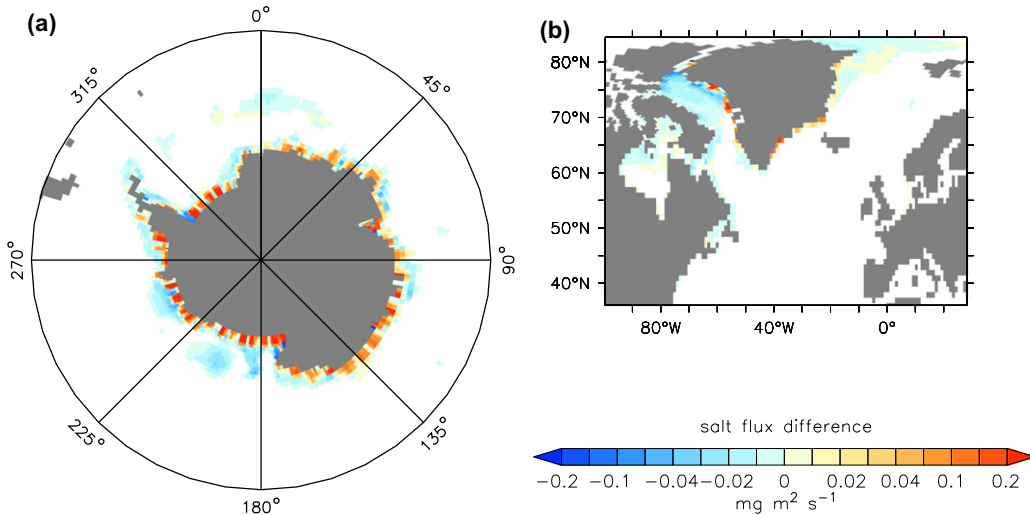 (a)
0°
45°
90°
135°
180°
225°
270°
315°
(b)
80°N
70°N
60°N
50°N
40°N
80°W 40°W 0°
salt flux difference
−0.2 −0.1 −0.04 −0.02 0 0.02 0.04 0.1 0.2
mg m² s⁻¹